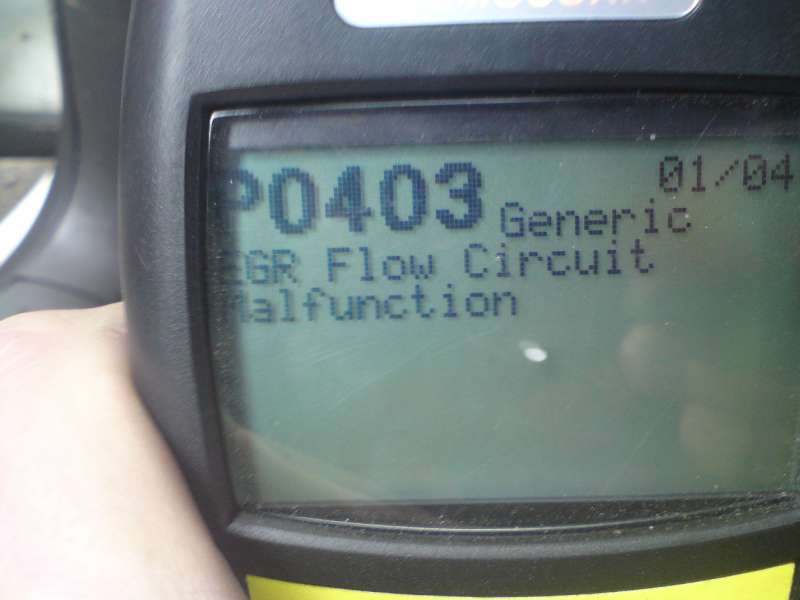 P0403 Generic 01/04
EGR Flow Circuit
Malfunction